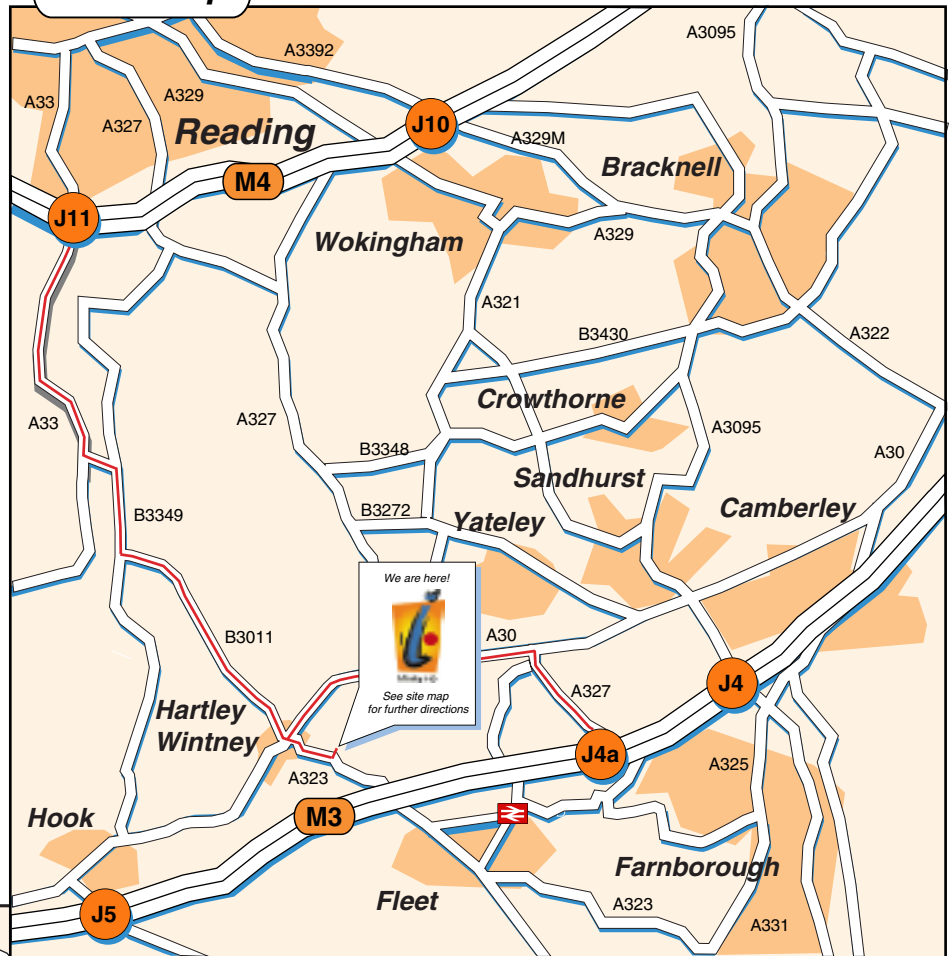 A3392
A3095
A33
A329
A327
Reading
J10
A329M
M4
Bracknell
J11
Wokingham
A329
A321
B3430
A322
Crowthorne
A33
A327
A3095
B3348
A30
Sandhurst
B3349
B3272
Yateley
Camberley
We are here!
See site map
for further directions
B3011
A30
A327
J4
Hartley
Wintney
J4a
A323
A325
M3
Hook
Farnborough
Fleet
J5
A323
A331